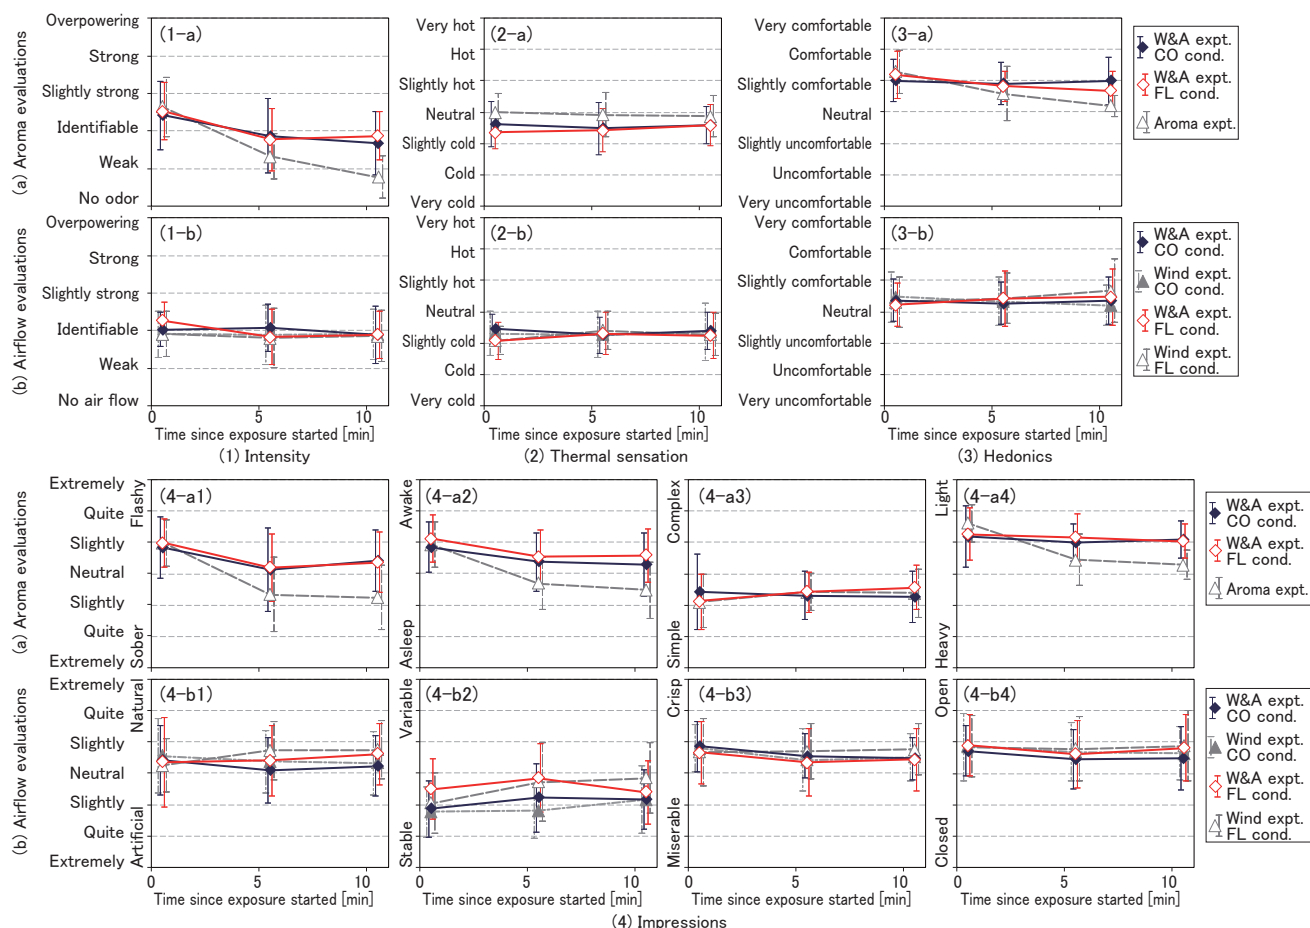 (a) Aroma evaluations
Overpowering
Strong
Slightly strong
Identifiable
Weak
No odor
(1-a)
Very hot
Hot
Slightly hot
Neutral
Slightly cold
Cold
Very cold
(2-a)
Very comfortable
Comfortable
Slightly comfortable
Neutral
Slightly uncomfortable
Uncomfortable
Very uncomfortable
(3-a)
W&A expt.
CO cond.
W&A expt.
FL cond.
Aroma expt.
(b) Airflow evaluations
Overpowering
Strong
Slightly strong
Identifiable
Weak
No air flow
(1-b)
0 5 10
Time since exposure started [min]
(1) Intensity
Very hot
Hot
Slightly hot
Neutral
Slightly cold
Cold
Very cold
(2-b)
0 5 10
Time since exposure started [min]
(2) Thermal sensation
Very comfortable
Comfortable
Slightly comfortable
Neutral
Slightly uncomfortable
Uncomfortable
Very uncomfortable
(3-b)
0 5 10
Time since exposure started [min]
(3) Hedonics
W&A expt.
CO cond.
Wind expt.
CO cond.
W&A expt.
FL cond.
Wind expt.
FL cond.
(a) Aroma evaluations
Extremely
Quite
Slightly
Neutral
Slightly
Quite
Extremely
Flashy
Sober
(4-a1)
Awake
Asleep
(4-a2)
Complex
Simple
(4-a3)
Light
Heavy
(4-a4)
W&A expt.
CO cond.
W&A expt.
FL cond.
Aroma expt.
(b) Airflow evaluations
Extremely
Quite
Slightly
Neutral
Slightly
Quite
Extremely
Natural
Artificial
(4-b1)
0 5 10
Time since exposure started [min]
Variable
Stable
(4-b2)
0 5 10
Time since exposure started [min]
Crisp
Miserable
(4-b3)
0 5 10
Time since exposure started [min]
Open
Closed
(4-b4)
0 5 10
Time since exposure started [min]
W&A expt.
CO cond.
Wind expt.
CO cond.
W&A expt.
FL cond.
Wind expt.
FL cond.
(4) Impressions